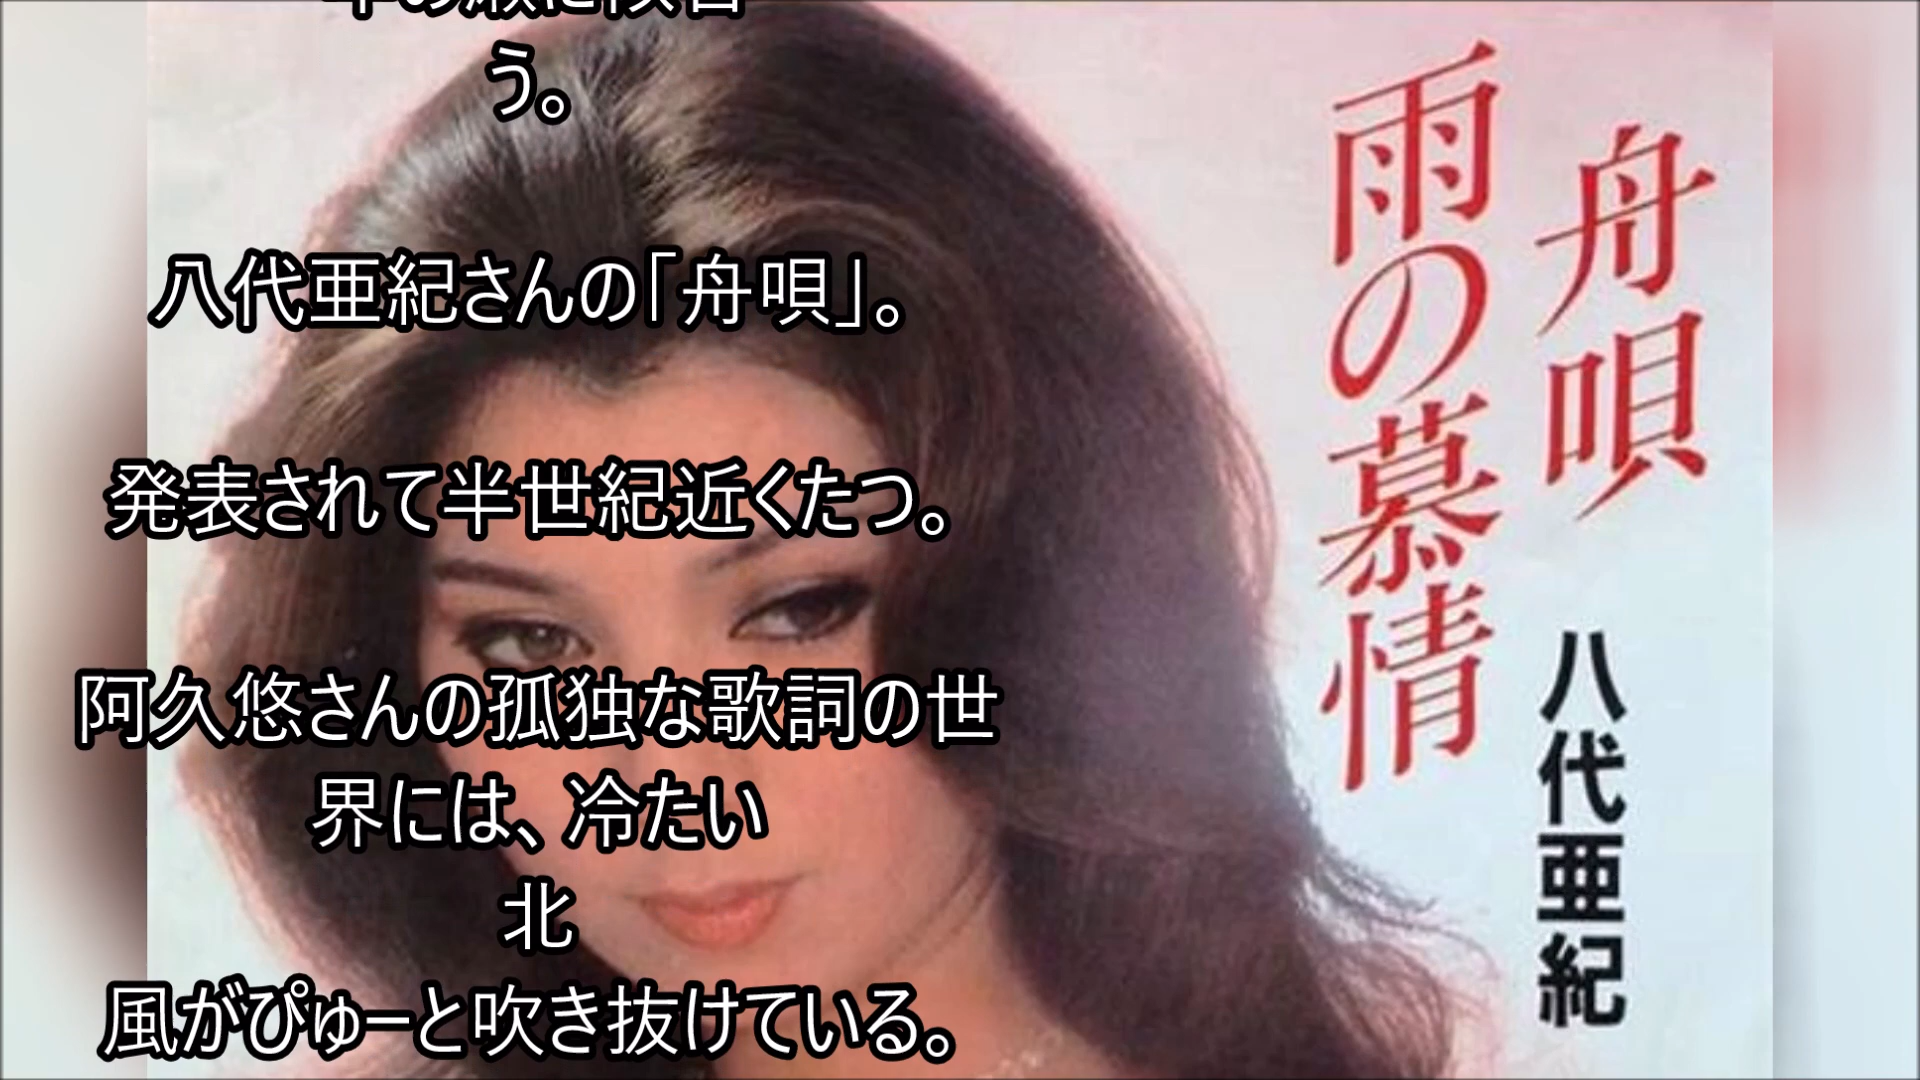 う。
八代亜紀さんの「舟唄」。
発表されて半世紀近くたつ。
阿久悠さんの孤独な歌詞の世
界には、冷たい
北
風がぴゅーと吹き抜けている。
舟唄
雨の慕情
八代亜紀